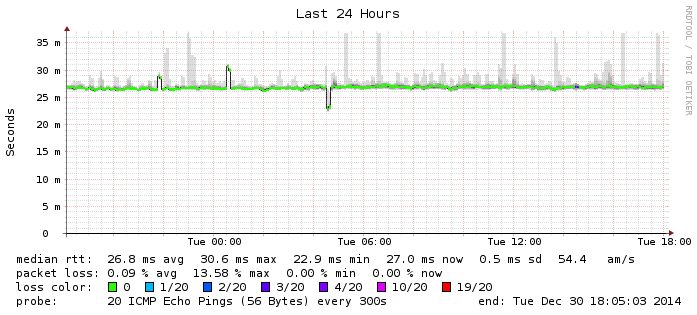 Last 24 Hours
RRDTOOL / TOBI OETIKER
Seconds
35 m
30 m
25 m
20 m
15 m
10 m
5 m
0
Tue 00:00 Tue 06:00 Tue 12:00 Tue 18:00
median rtt: 26.8 ms avg 30.6 ms max 22.9 ms min 27.0 ms now 0.5 ms sd 54.4 am/s
packet loss: 0.09 % avg 13.58 % max 0.00 % min 0.00 % now
loss color: 0 1/20 2/20 3/20 4/20 10/20 19/20
probe: 20 ICMP Echo Pings (56 Bytes) every 300s end: Tue Dec 30 18:05:03 2014